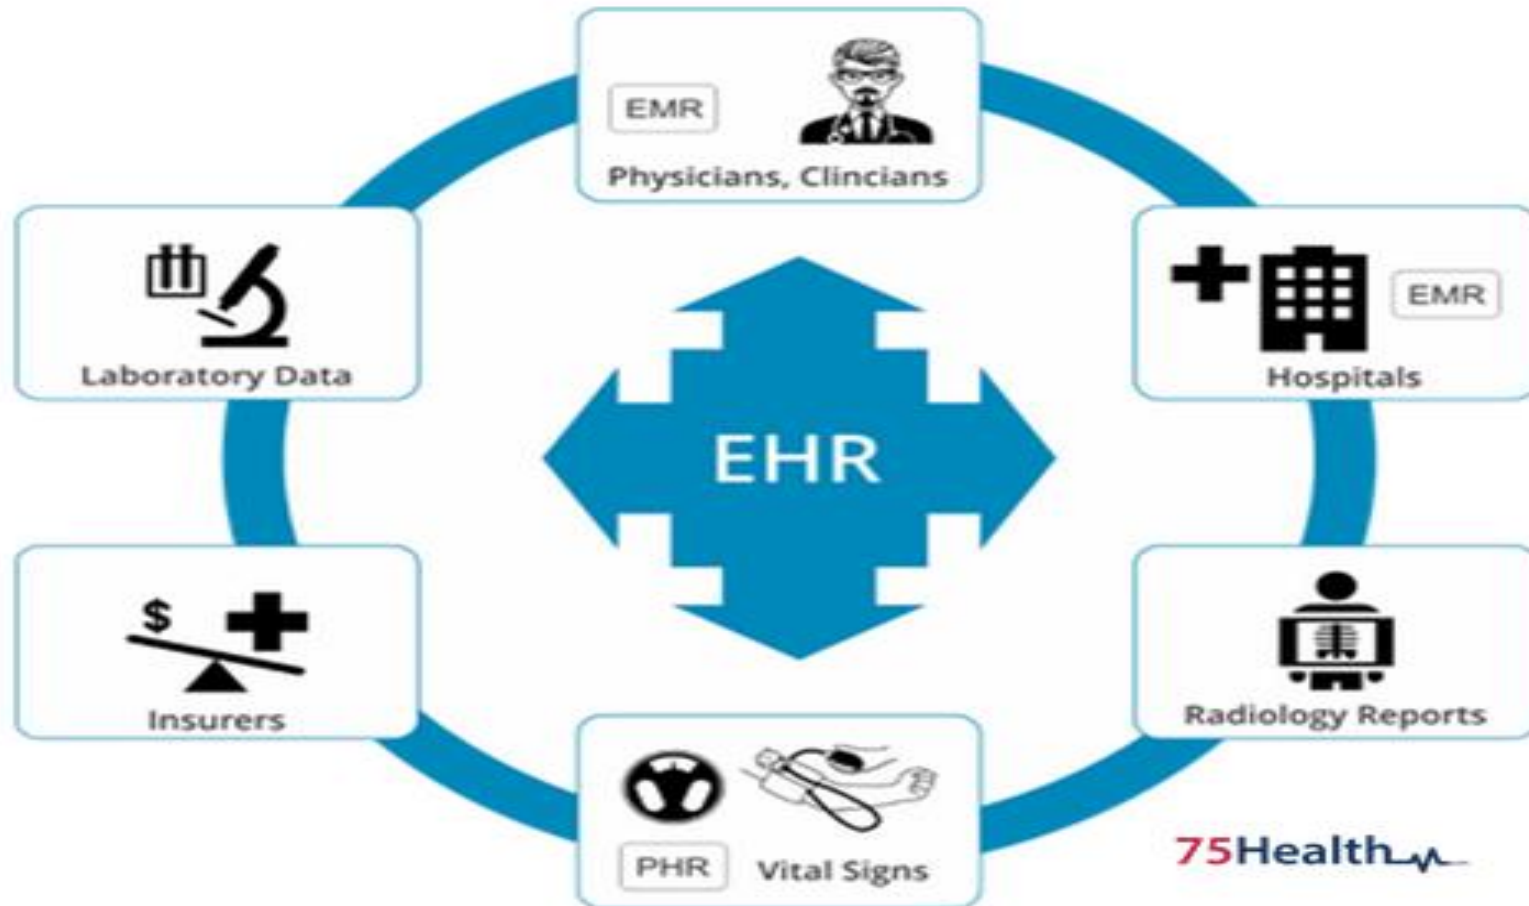 EMR
Physicians, Clincians
EMR
Hospitals
Laboratory Data
EHR
$
Insurers
Radiology Reports
PHR
Vital Signs
75Health